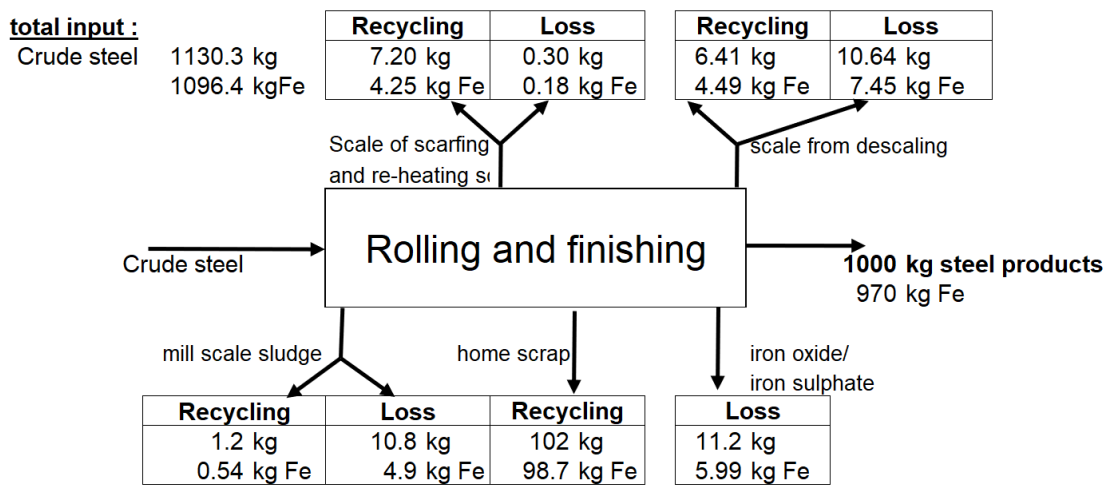 total input :
Crude steel 1130.3 kg
1096.4 kgFe
Recycling Loss
7.20 kg 0.30 kg
4.25 kg Fe 0.18 kg Fe
Recycling Loss
6.41 kg 10.64 kg
4.49 kg Fe 7.45 kg Fe
Scale of scarfing
and re-heating
scale from descaling
Rolling and finishing
Crude steel
1000 kg steel products
970 kg Fe
mill scale sludge
home scrap
iron oxide/
iron sulphate
Recycling Loss Recycling
1.2 kg 10.8 kg 102 kg
0.54 kg Fe 4.9 kg Fe 98.7 kg Fe
Loss
11.2 kg
5.99 kg Fe